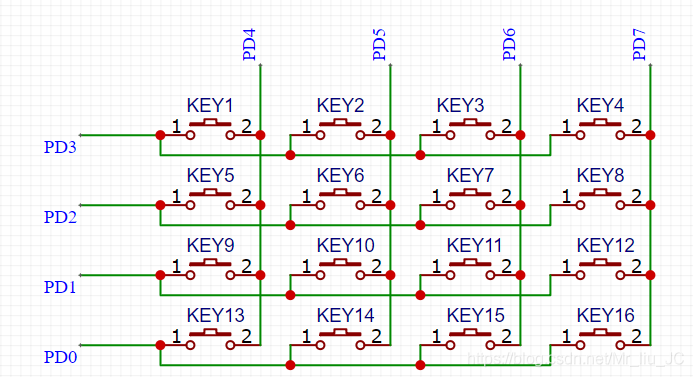 PD4 PD5 PD6 PD7
KEY1 KEY2 KEY3 KEY4
1 2 1 2 1 2 1 2
PD3
KEY5 KEY6 KEY7 KEY8
1 2 1 2 1 2 1 2
PD2
KEY9 KEY10 KEY11 KEY12
1 2 1 2 1 2 1 2
PD1
KEY13 KEY14 KEY15 KEY16
1 2 1 2 1 2 1 2
PD0
https://blog.csdn.net/Mr_liu_JC